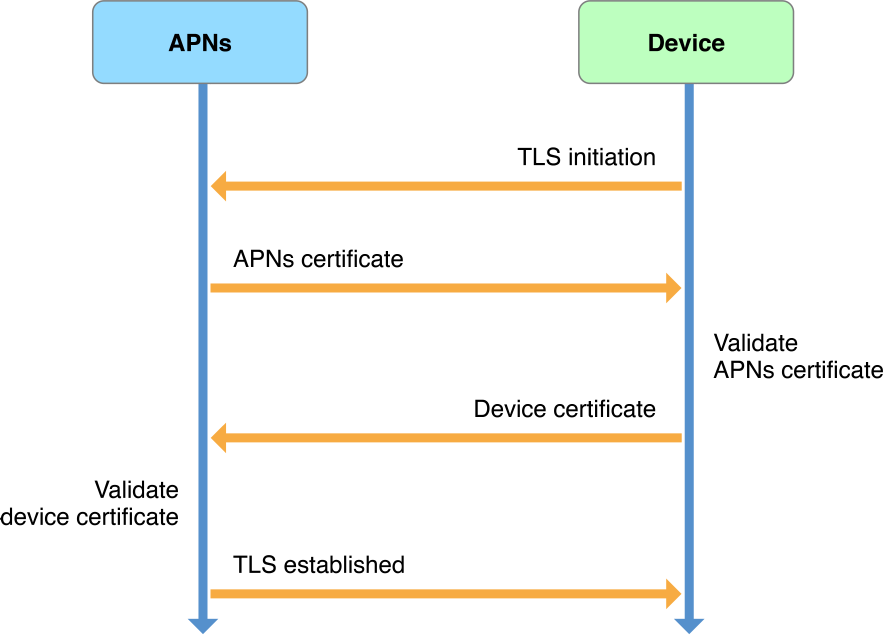 APNs
Device
TLS initiation
APNs certificate
Validate
APNs certificate
Device certificate
Validate
device certificate
TLS established